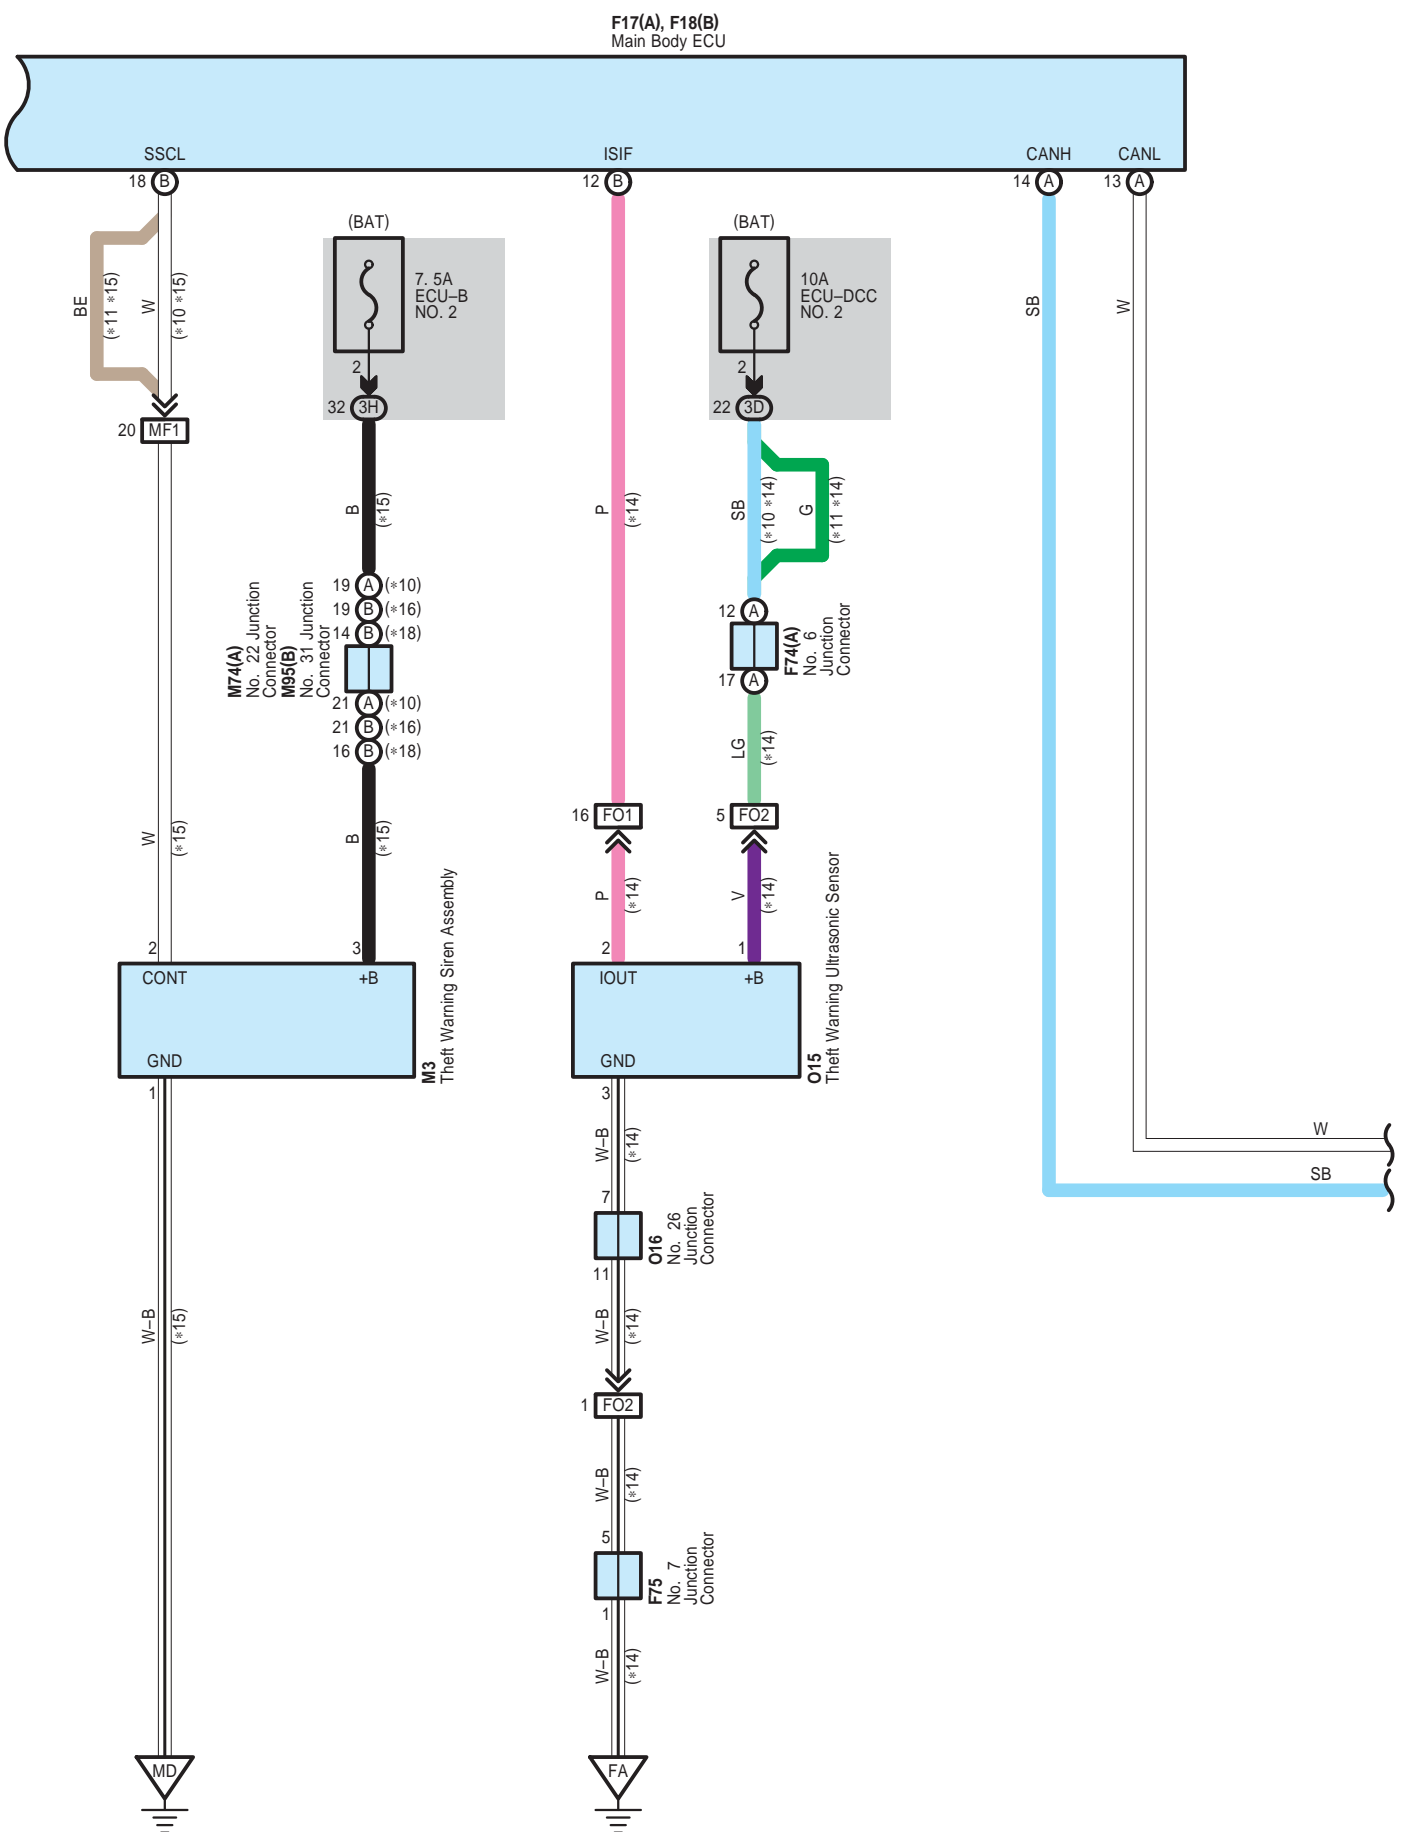 F17(A), F18(B)
Main Body ECU
SSCL
ISIF
CANH
CANL
18 B
12 B
14 A
13 A
(BAT)
(BAT)
7. 5A
ECU–B
NO. 2
10A
ECU–DCC
NO. 2
BE
(*11 *15)
W
(*10 *15)
SB
W
2
2
32 3H
22 3D
20 MF1
B
(*15)
P
(*14)
SB
(*10 *14)
G
(*11 *14)
19 A (*10)
19 B (*16)
14 B (*18)
M74(A)
No. 22 Junction
Connector
M95(B)
No. 31 Junction
Connector
21 A (*10)
21 B (*16)
16 B (*18)
12 A
F74(A)
No. 6
Junction
Connector
17 A
LG
(*14)
16 FO1
5 FO2
W
(*15)
B
(*15)
P
(*14)
V
(*14)
2
3
2
1
CONT
+B
IOUT
+B
GND
GND
M3
Theft Warning Siren Assembly
O15
Theft Warning Ultrasonic Sensor
1
3
W–B
(*14)
W
SB
7
O16
No. 26
Junction
Connector
11
W–B
(*15)
W–B
(*14)
1 FO2
W–B
(*14)
5
F75
No. 7
Junction
Connector
1
W–B
(*14)
MD
FA